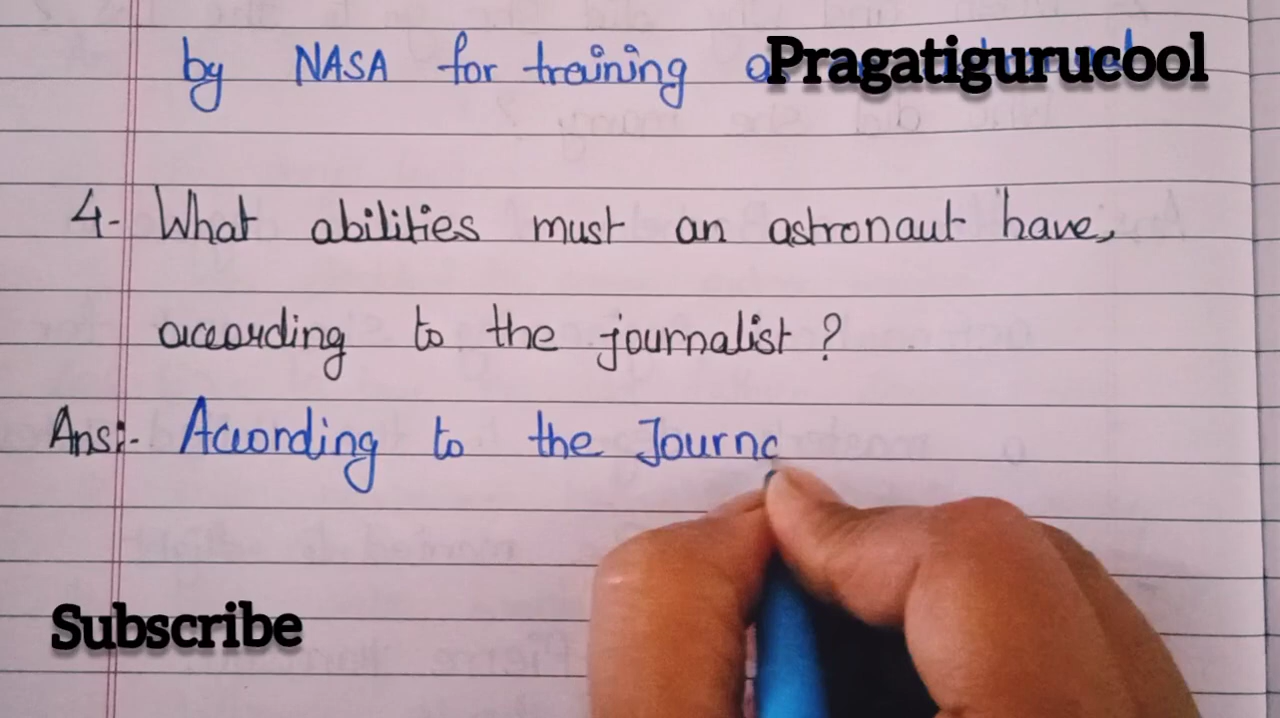 by NASA for training
Pragatigurucool
4- What abilities must an astronaut have,
according to the journalist ?
Ans:- According to the Journa
Subscribe